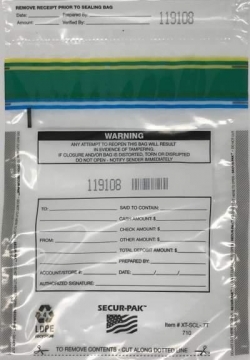 REMOVE RECEIPT PRIOR TO SEALING BAG
Date: Prepared By:
Amount: Verified By:
119108
WARNING
ANY ATTEMPT TO REOPEN THIS BAG WILL RESULT
IN EVIDENCE OF TAMPERING.
IF CLOSURE AND/OR BAG IS DISTORTED, TORN OR DISRUPTED
DO NOT OPEN - NOTIFY SENDER IMMEDIATELY
119108
TO: SAID TO CONTAIN:
CASH AMOUNT $
CHECK AMOUNT $
FROM: OTHER AMOUNT $
TOTAL DEPOSIT AMOUNT $
PREPARED BY:
ACCOUNT/STORE #: DATE: / /
AUTHORIZED SIGNATURE:
LDPE
SECUR-PAK™
Item #
TO REMOVE CONTENTS - CUT ALONG DOTTED LINE